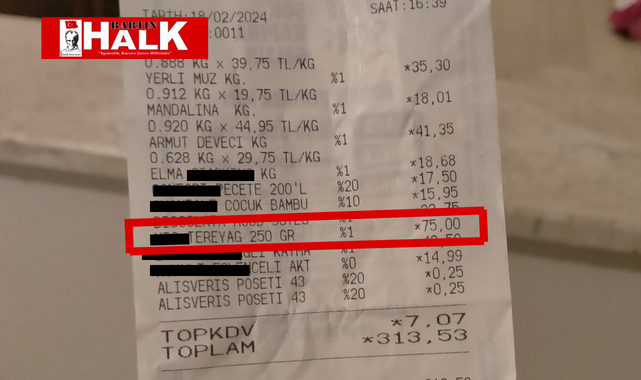 TARİH:18/02/2024 SAAT:16:39
BARTIN
HALK
:0011
0.888 KG x 39,75 TL/KG
YERLI MUZ KG. %1 *35,30
0.912 KG x 19,75 TL/KG
MANDALINA KG. %1 *18,01
0.920 KG x 44,95 TL/KG
ARMUT DEVECI KG %1 *41,35
0.628 KG x 29,75 TL/KG
ELMA KG %1 *18,68
PECETE 200'L %20 *17,50
COCUK BAMBU %10 *15,95
TEREYAG 250 GR %1 *75,00
KATMA %1
EGLENCELI AKT %0 *14,99
ALISVERIS POSETI 43 %20 *0,25
ALISVERIS POSETI 43 %20 *0,25
TOPKDV *7,07
TOPLAM *313,53